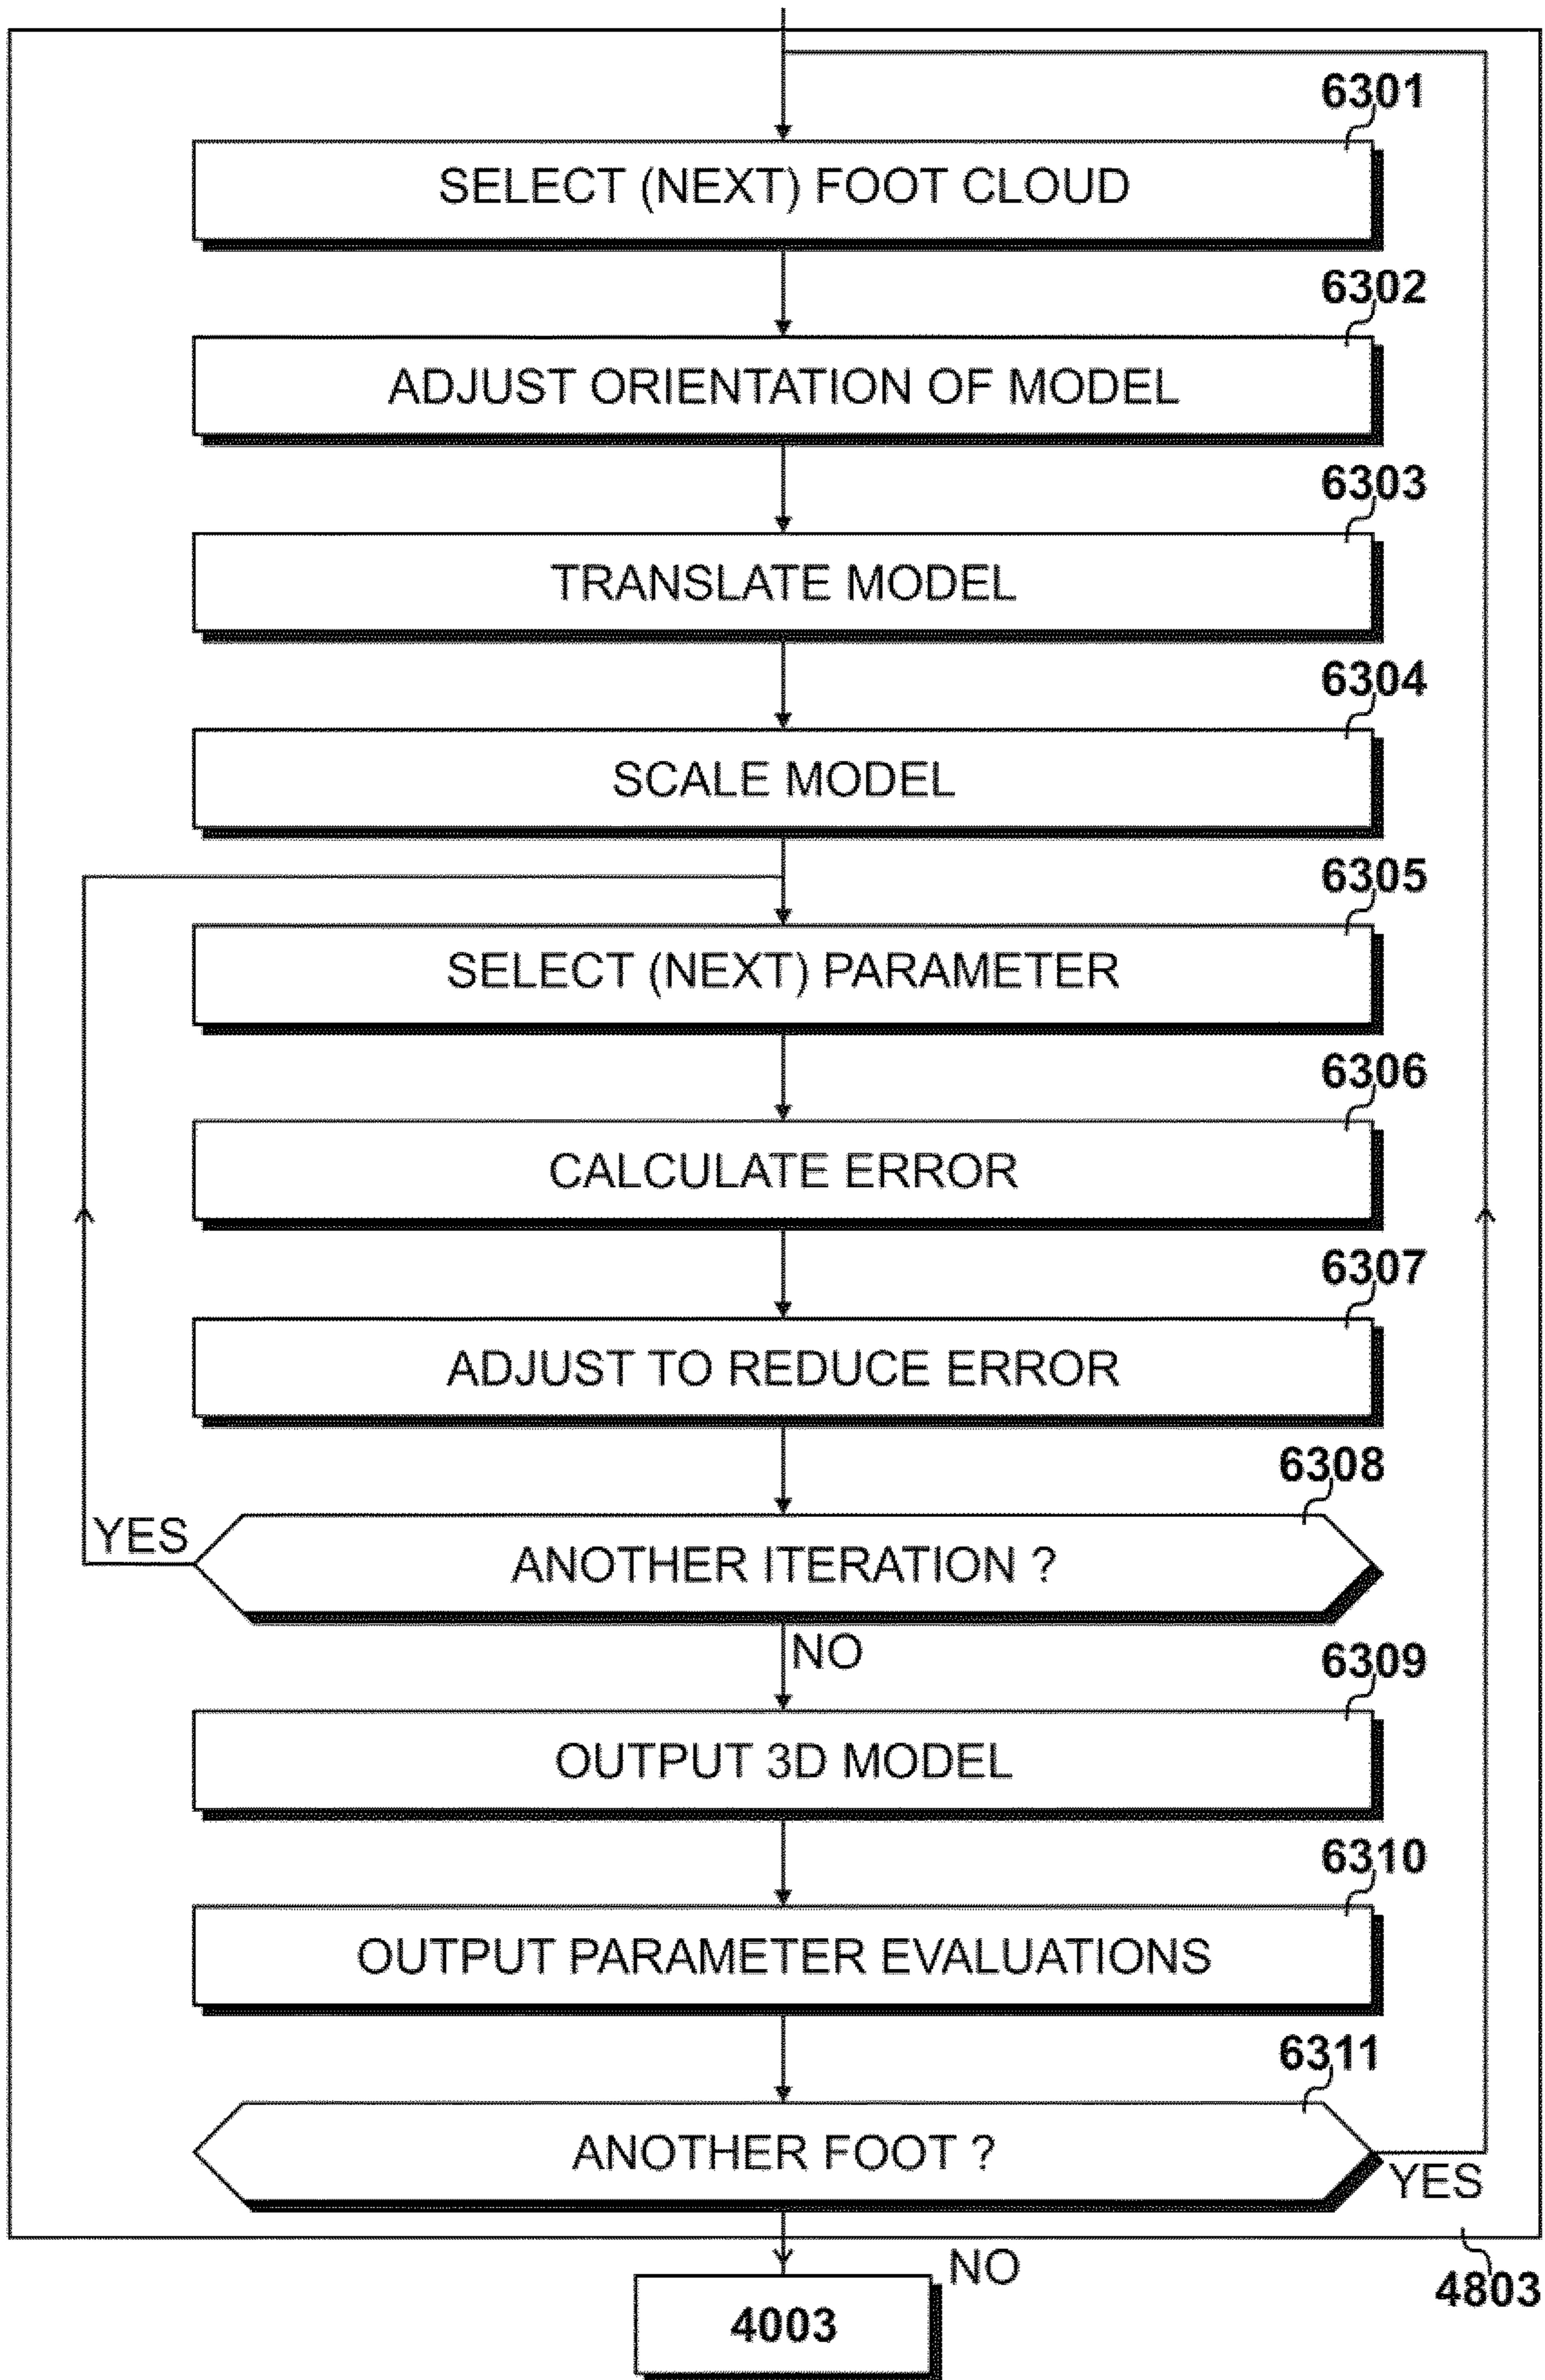 6301
SELECT (NEXT) FOOT CLOUD
6302
ADJUST ORIENTATION OF MODEL
6303
TRANSLATE MODEL
6304
SCALE MODEL
6305
SELECT (NEXT) PARAMETER
6306
CALCULATE ERROR
6307
ADJUST TO REDUCE ERROR
6308
YES
ANOTHER ITERATION ?
NO
6309
OUTPUT 3D MODEL
6310
OUTPUT PARAMETER EVALUATIONS
6311
ANOTHER FOOT ?
YES
NO
4803
4003